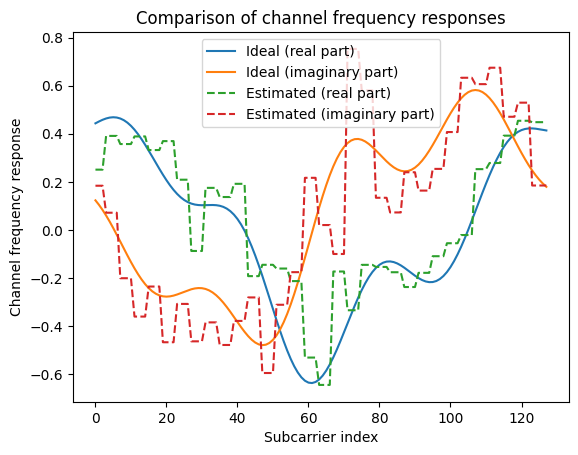 Comparison of channel frequency responses
Channel frequency response
0.8
0.6
0.4
0.2
0.0
−0.2
−0.4
−0.6
Ideal (real part)
Ideal (imaginary part)
Estimated (real part)
Estimated (imaginary part)
0 20 40 60 80 100 120
Subcarrier index